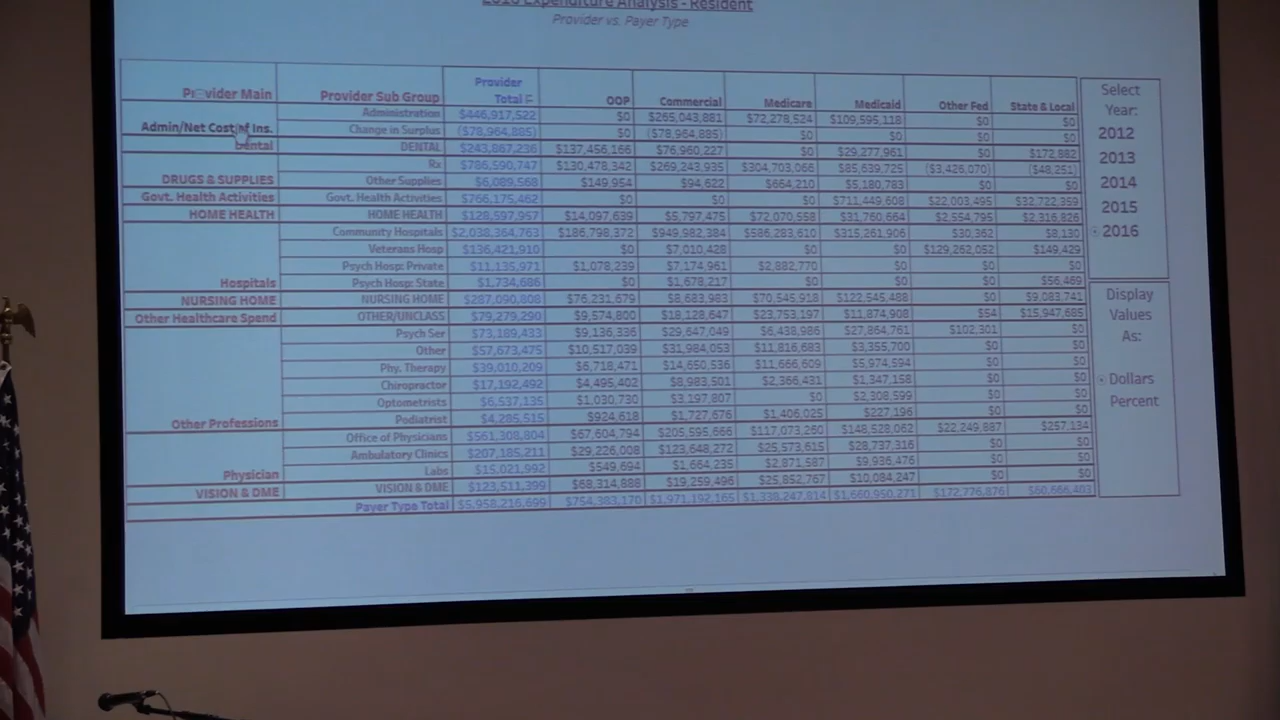 2016 Expenditure Analysis - Resident
Provider vs. Payer Type
Provider Main Provider Sub Group Provider Total OOP Commercial Medicare Medicaid Other Fed State & Local
Admin/Net Cost of Ins. Administration $446,917,522 $0 $265,043,881 $72,278,524 $109,595,118 $0 $0
Change in Surplus ($78,964,885) $0 ($78,964,885) $0 $0 $0 $0
Dental DENTAL $243,867,236 $137,456,166 $76,960,227 $0 $29,277,961 $0 $172,882
DRUGS & SUPPLIES Rx $786,590,747 $130,478,342 $269,243,935 $304,703,066 $85,639,725 ($3,426,070) ($48,251)
Other Supplies $6,089,568 $149,954 $94,622 $664,210 $5,180,783 $0 $0
Govt. Health Activities Govt. Health Activities $766,175,462 $0 $0 $0 $711,449,608 $22,003,495 $32,722,359
HOME HEALTH HOME HEALTH $128,597,957 $14,097,639 $5,797,475 $72,070,558 $31,760,664 $2,554,795 $2,316,826
Hospitals Community Hospitals $2,038,364,763 $186,798,372 $949,982,384 $586,283,610 $315,261,906 $30,362 $8,130
Veterans Hosp $136,421,910 $0 $7,010,428 $0 $0 $129,262,052 $149,429
Psych Hosp: Private $11,135,971 $1,078,239 $7,174,961 $2,882,770 $0 $0 $0
Psych Hosp: State $1,734,686 $0 $1,678,217 $0 $0 $0 $56,469
NURSING HOME NURSING HOME $287,090,808 $76,231,679 $8,683,983 $70,545,918 $122,545,488 $0 $9,083,741
Other Healthcare Spend OTHER/UNCLASS $79,279,290 $9,574,800 $18,128,647 $23,753,197 $11,874,908 $54 $15,947,685
Other Professions Psych Ser $73,189,433 $9,136,336 $29,647,049 $6,438,986 $27,864,761 $102,301 $0
Other $57,673,475 $10,517,039 $31,984,053 $11,816,683 $3,355,700 $0 $0
Phy. Therapy $39,010,209 $6,718,471 $14,650,536 $11,666,609 $5,974,594 $0 $0
Chiropractor $17,192,492 $4,495,402 $8,983,501 $2,366,431 $1,347,158 $0 $0
Optometrists $6,537,135 $1,030,730 $3,197,807 $0 $2,308,599 $0 $0
Podiatrist $4,285,515 $924,618 $1,727,676 $1,406,025 $227,196 $0 $0
Physician Office of Physicians $561,308,804 $67,604,794 $205,595,666 $117,073,260 $148,528,062 $22,249,887 $257,134
Ambulatory Clinics $207,185,211 $29,226,008 $123,648,272 $25,573,615 $28,737,316 $0 $0
Labs $15,021,992 $549,694 $1,664,235 $2,871,587 $9,936,476 $0 $0
VISION & DME VISION & DME $123,511,399 $68,314,888 $19,259,496 $25,852,767 $10,084,247 $0 $0
Payer Type Total $5,958,216,699 $754,383,170 $1,971,192,165 $1,338,247,814 $1,660,950,271 $172,776,876 $60,666,403
Select
Year:
2012
2013
2014
2015
2016
Display
Values
As:
Dollars
Percent